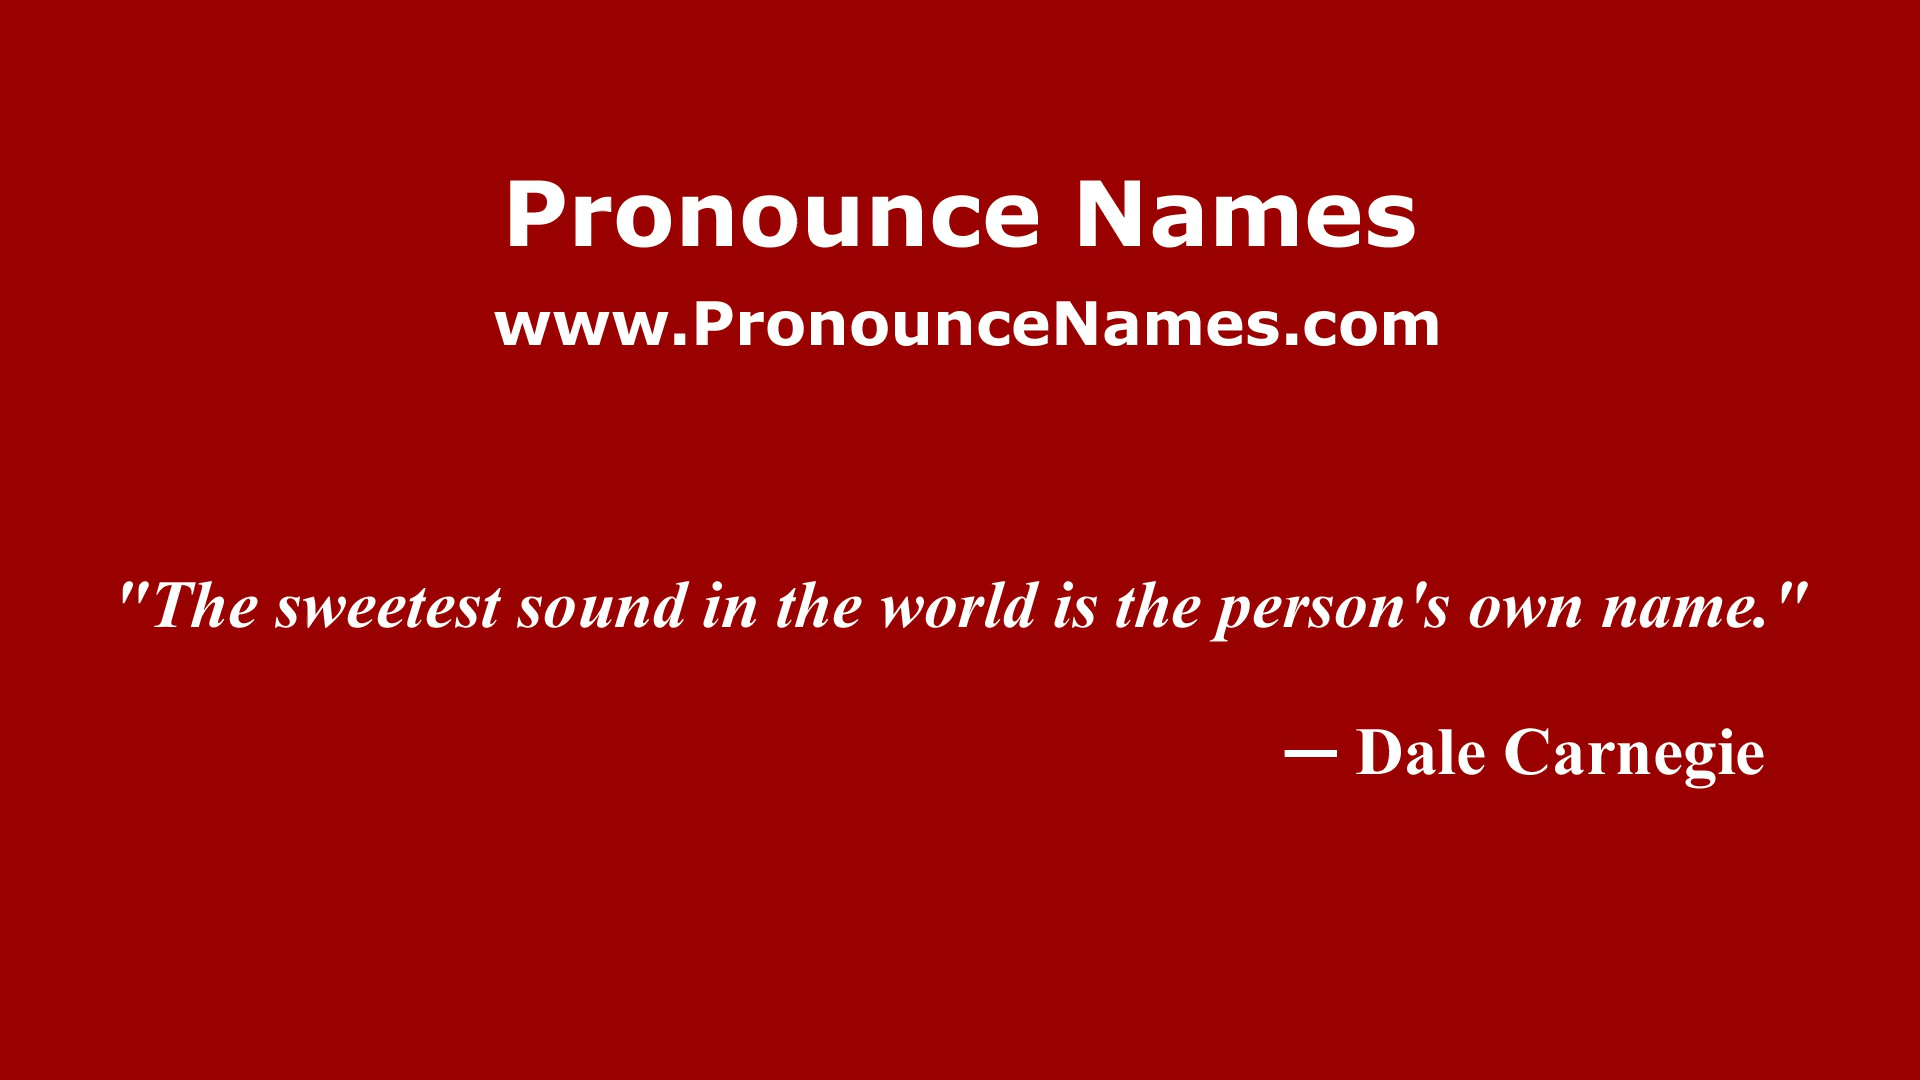 Pronounce Names
www.PronounceNames.com
"The sweetest sound in the world is the person's own name."
— Dale Carnegie